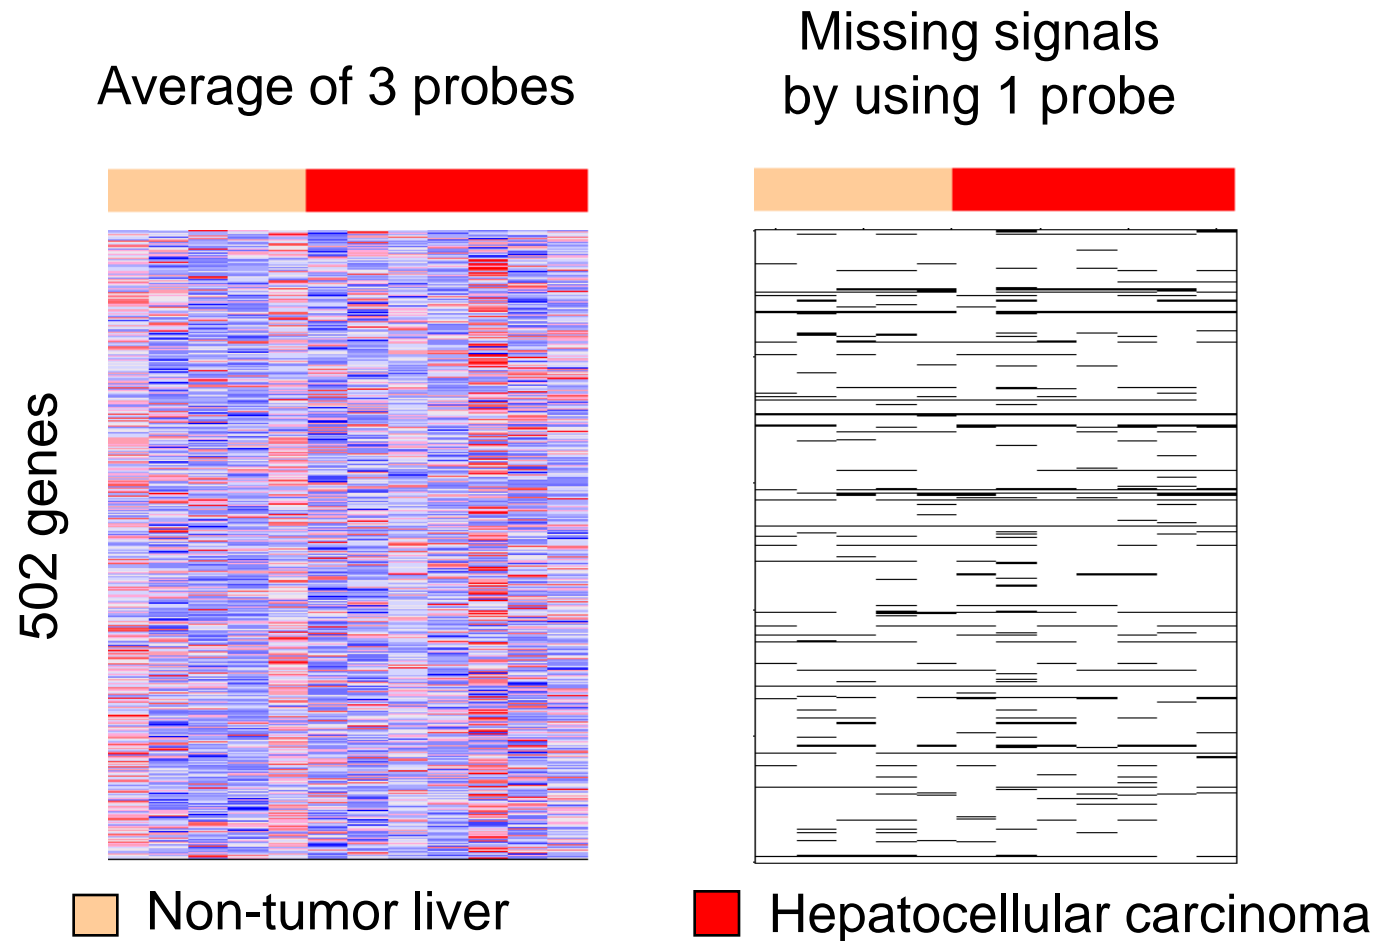 Average of 3 probes
Missing signals
by using 1 probe
502 genes
Non-tumor liver
Hepatocellular carcinoma